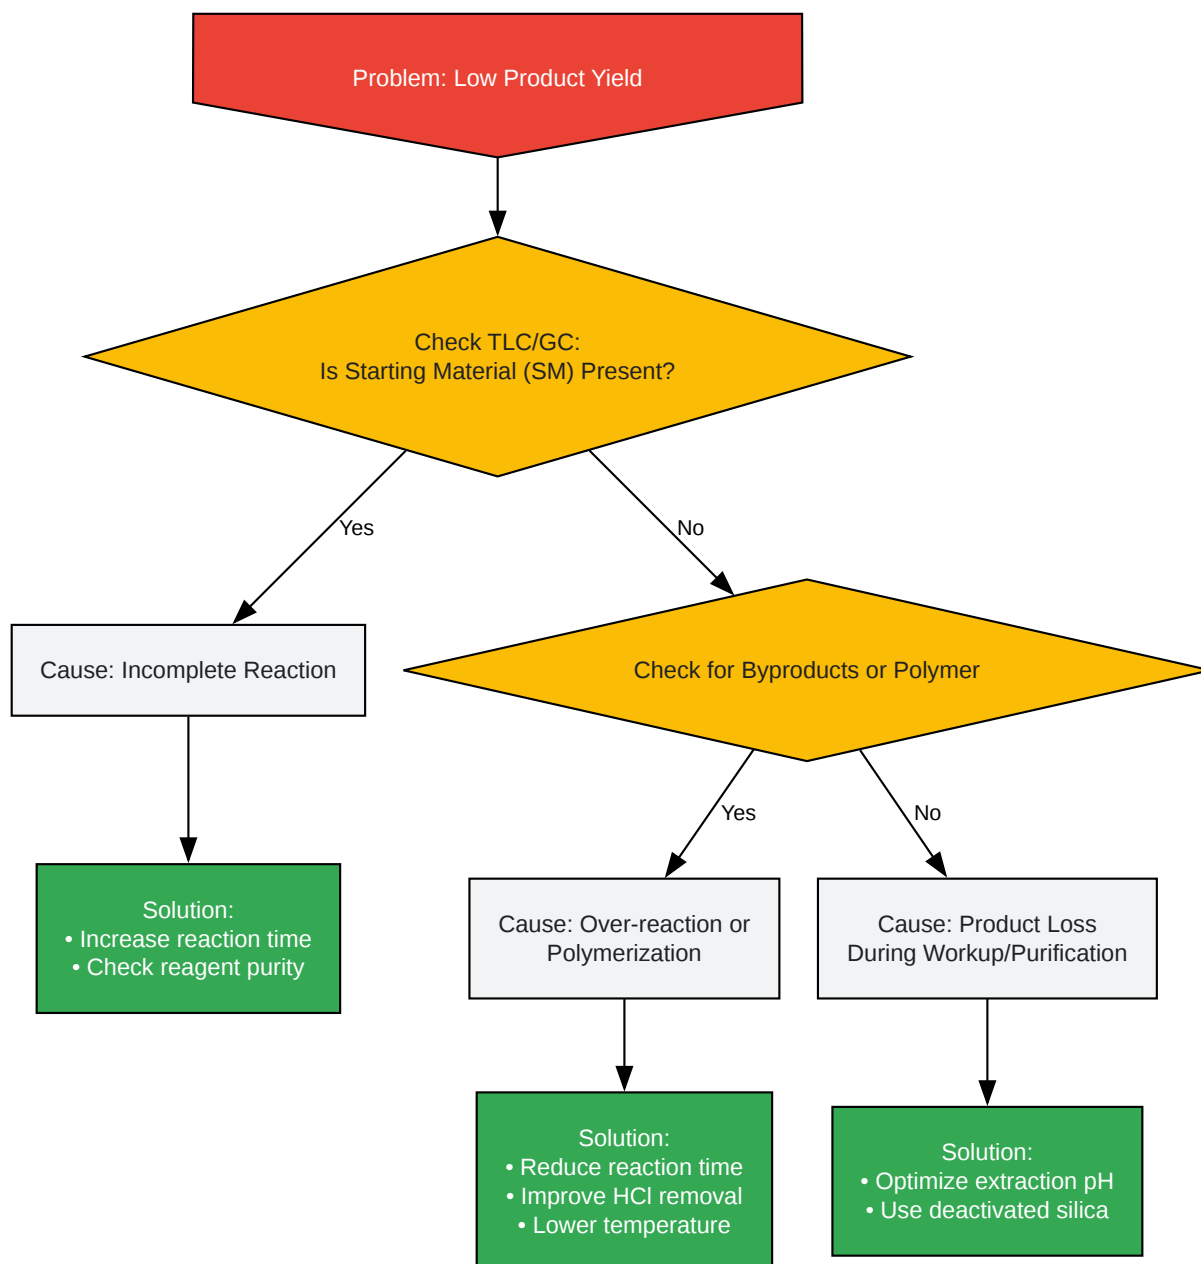 Problem: Low Product Yield
Check TLC/GC:
Is Starting Material (SM) Present?
Yes
No
Cause: Incomplete Reaction
Check for Byproducts or Polymer
Yes
No
Solution:
• Increase reaction time
• Check reagent purity
Cause: Over-reaction or
Polymerization
Cause: Product Loss
During Workup/Purification
Solution:
• Reduce reaction time
• Improve HCl removal
• Lower temperature
Solution:
• Optimize extraction pH
• Use deactivated silica